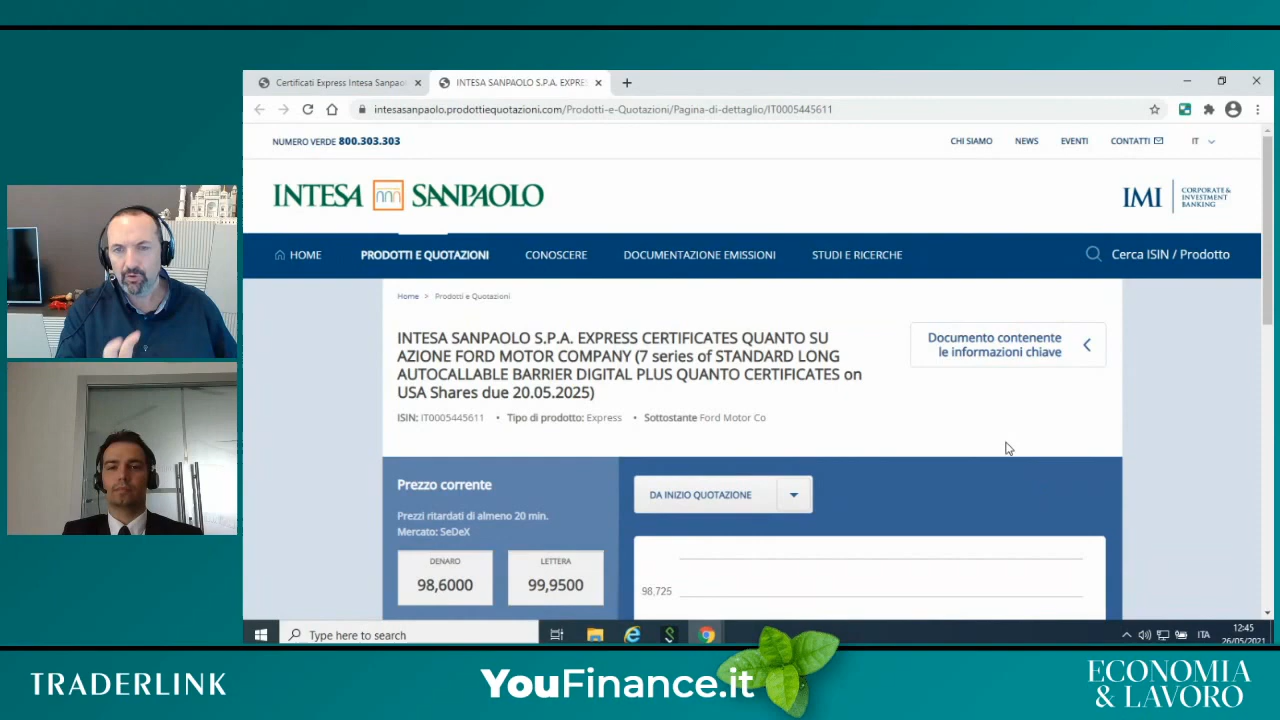 Certificati Express Intesa Sanpaol
INTESA SANPAOLO S.P.A. EXPRE
intesasanpaolo.prodottiequotazioni.com/Prodotti-e-Quotazioni/Pagina-di-dettaglio/IT0005445611
NUMERO VERDE 800.303.303
CHI SIAMO
NEWS
EVENTI
CONTATTI
IT
INTESA SANPAOLO
IMI CORPORATE & INVESTMENT BANKING
HOME
PRODOTTI E QUOTAZIONI
CONOSCERE
DOCUMENTAZIONE EMISSIONI
STUDI E RICERCHE
Cerca ISIN / Prodotto
Home > Prodotti e Quotazioni
INTESA SANPAOLO S.P.A. EXPRESS CERTIFICATES QUANTO SU
AZIONE FORD MOTOR COMPANY (7 series of STANDARD LONG
AUTOCALLABLE BARRIER DIGITAL PLUS QUANTO CERTIFICATES on
USA Shares due 20.05.2025)
Documento contenente
le informazioni chiave
ISIN: IT0005445611 • Tipo di prodotto: Express • Sottostante Ford Motor Co
Prezzo corrente
Prezzi ritardati di almeno 20 min.
Mercato: SeDeX
DENARO
98,6000
LETTERA
99,9500
DA INIZIO QUOTAZIONE
98,725
Type here to search
ITA
12:45
26/05/2021
TRADERLINK
YouFinance.it
ECONOMIA
& LAVORO